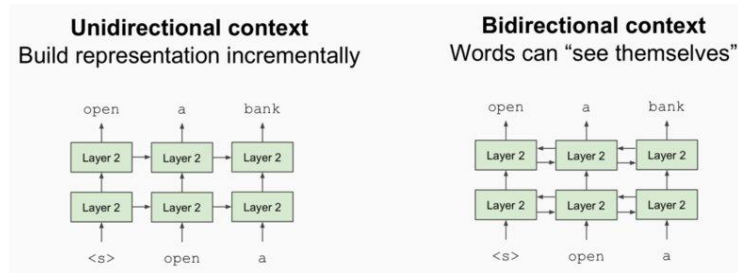 Unidirectional context
Build representation incrementally
open a bank
Layer 2 Layer 2 Layer 2
Layer 2 Layer 2 Layer 2
<s> open a
Bidirectional context
Words can “see themselves”
open a bank
Layer 2 Layer 2 Layer 2
Layer 2 Layer 2 Layer 2
<s> open a